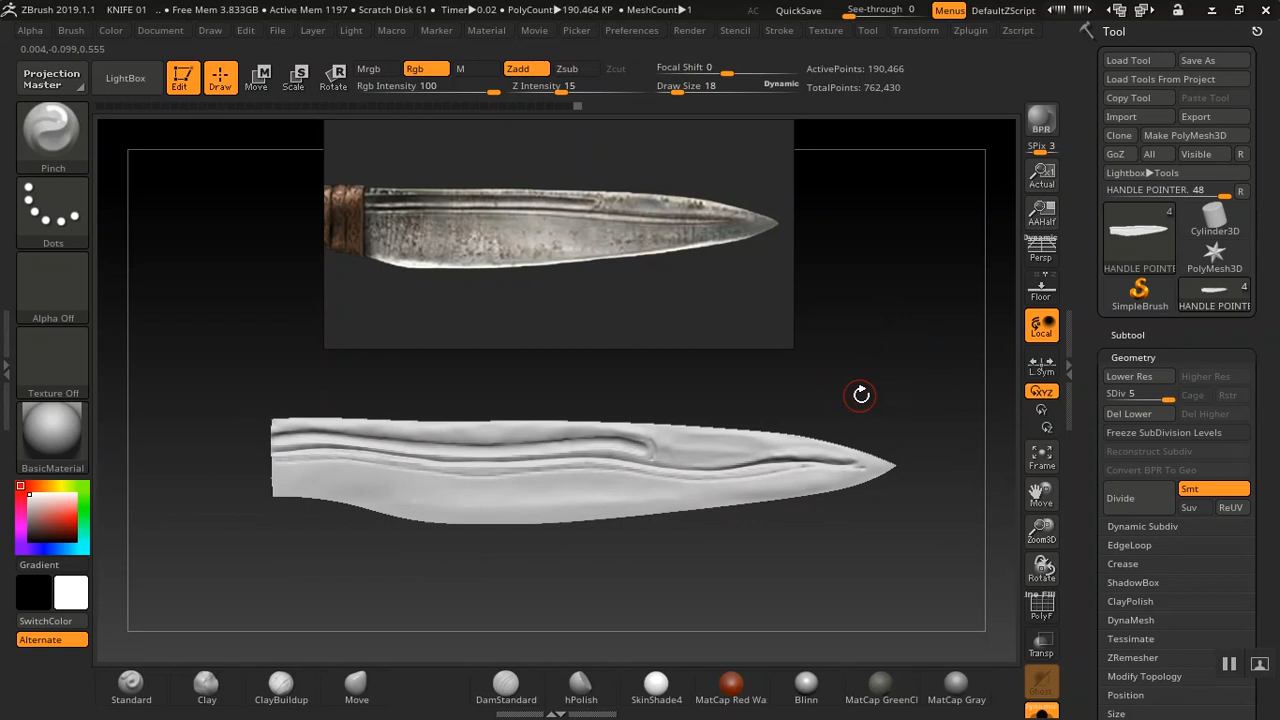 ZBrush 2019.1.1 KNIFE 01 .. • Free Mem 3.833GB • Active Mem 1197 • Scratch Disk 61 • Timer▶0.02 • PolyCount▶190.464 KP • MeshCount▶1 AC QuickSave See-through 0 Menus DefaultZScript
Alpha Brush Color Document Draw Edit File Layer Light Macro Marker Material Movie Picker Preferences Render Stencil Stroke Texture Tool Transform Zplugin Zscript
Tool
0.004,-0.099,0.555
Projection Master
LightBox
Edit
Draw
Move
Scale
Rotate
Mrgb Rgb M Zadd Zsub Zcut
Rgb Intensity 100 Z Intensity 15
Focal Shift 0
Draw Size 18 Dynamic
ActivePoints: 190,466
TotalPoints: 762,430
Pinch
Dots
Alpha Off
Texture Off
BasicMaterial
Gradient
SwitchColor
Alternate
BPR
SPix 3
Actual
AAHalf
Dynamic
Persp
Floor
Local
L.Sym
XYZ
Frame
Move
Zoom3D
Rotate
Line Fill
PolyF
Transp
Ghost
Load Tool Save As
Load Tools From Project
Copy Tool Paste Tool
Import Export
Clone Make PolyMesh3D
GoZ All Visible R
Lightbox▶Tools
HANDLE POINTER. 48 R
4
HANDLE POINTE
Cylinder3D
PolyMesh3D
SimpleBrush
4
HANDLE POINTE
Subtool
Geometry
Lower Res Higher Res
SDiv 5 Cage Rstr
Del Lower Del Higher
Freeze SubDivision Levels
Reconstruct Subdiv
Convert BPR To Geo
Divide Smt
Suv ReUV
Dynamic Subdiv
EdgeLoop
Crease
ShadowBox
ClayPolish
DynaMesh
Tessimate
ZRemesher
Modify Topology
Position
Size
Standard Clay ClayBuildup Move DamStandard hPolish SkinShade4 MatCap Red Wa Blinn MatCap GreenCl MatCap Gray